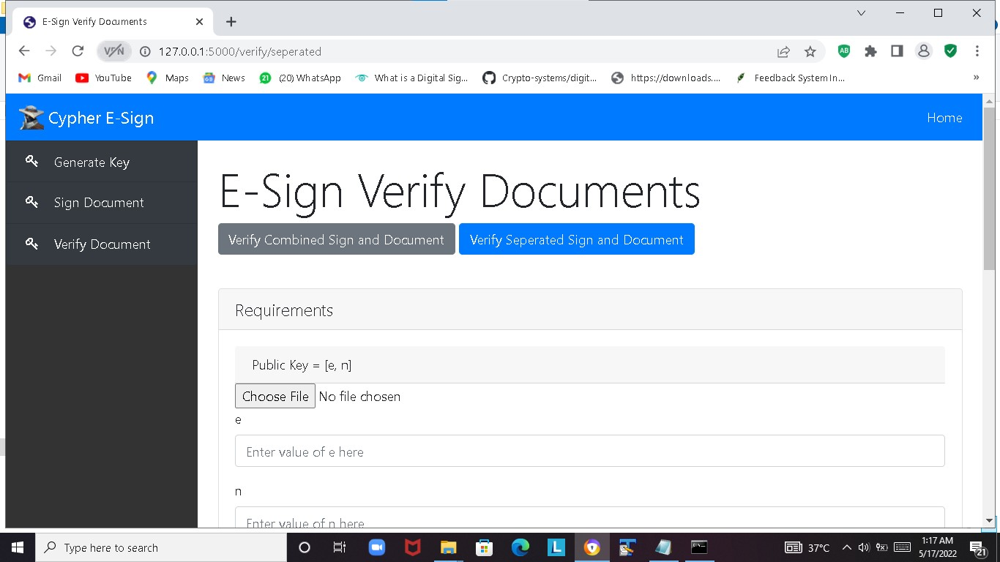 E-Sign Verify Documents
127.0.0.1:5000/verify/seperated
VPN
AB
Gmail
YouTube
Maps
News
21
(20) WhatsApp
What is a Digital Sig...
Crypto-systems/digit...
https://downloads....
Feedback System In...
»
Cypher E-Sign
Home
Generate Key
Sign Document
Verify Document
E-Sign Verify Documents
Verify Combined Sign and Document
Verify Seperated Sign and Document
Requirements
Public Key = [e, n]
Choose File No file chosen
e
Enter value of e here
n
Enter value of n here
Type here to search
L
37°C
1:17 AM
5/17/2022
21